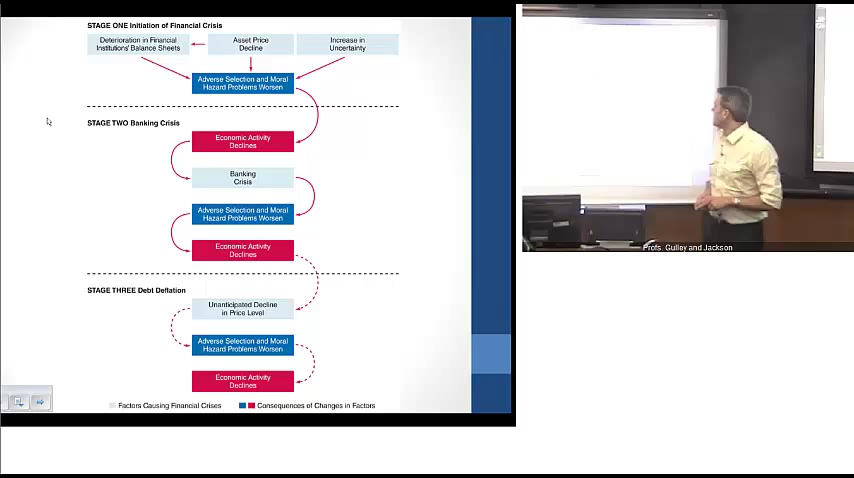 STAGE ONE Initiation of Financial Crisis
Deterioration in Financial
Institutions' Balance Sheets
Asset Price
Decline
Increase in
Uncertainty
Adverse Selection and Moral
Hazard Problems Worsen
STAGE TWO Banking Crisis
Economic Activity
Declines
Banking
Crisis
Adverse Selection and Moral
Hazard Problems Worsen
Economic Activity
Declines
STAGE THREE Debt Deflation
Unanticipated Decline
in Price Level
Adverse Selection and Moral
Hazard Problems Worsen
Economic Activity
Declines
Factors Causing Financial Crises
Consequences of Changes in Factors
Profs. Gulley and Jackson